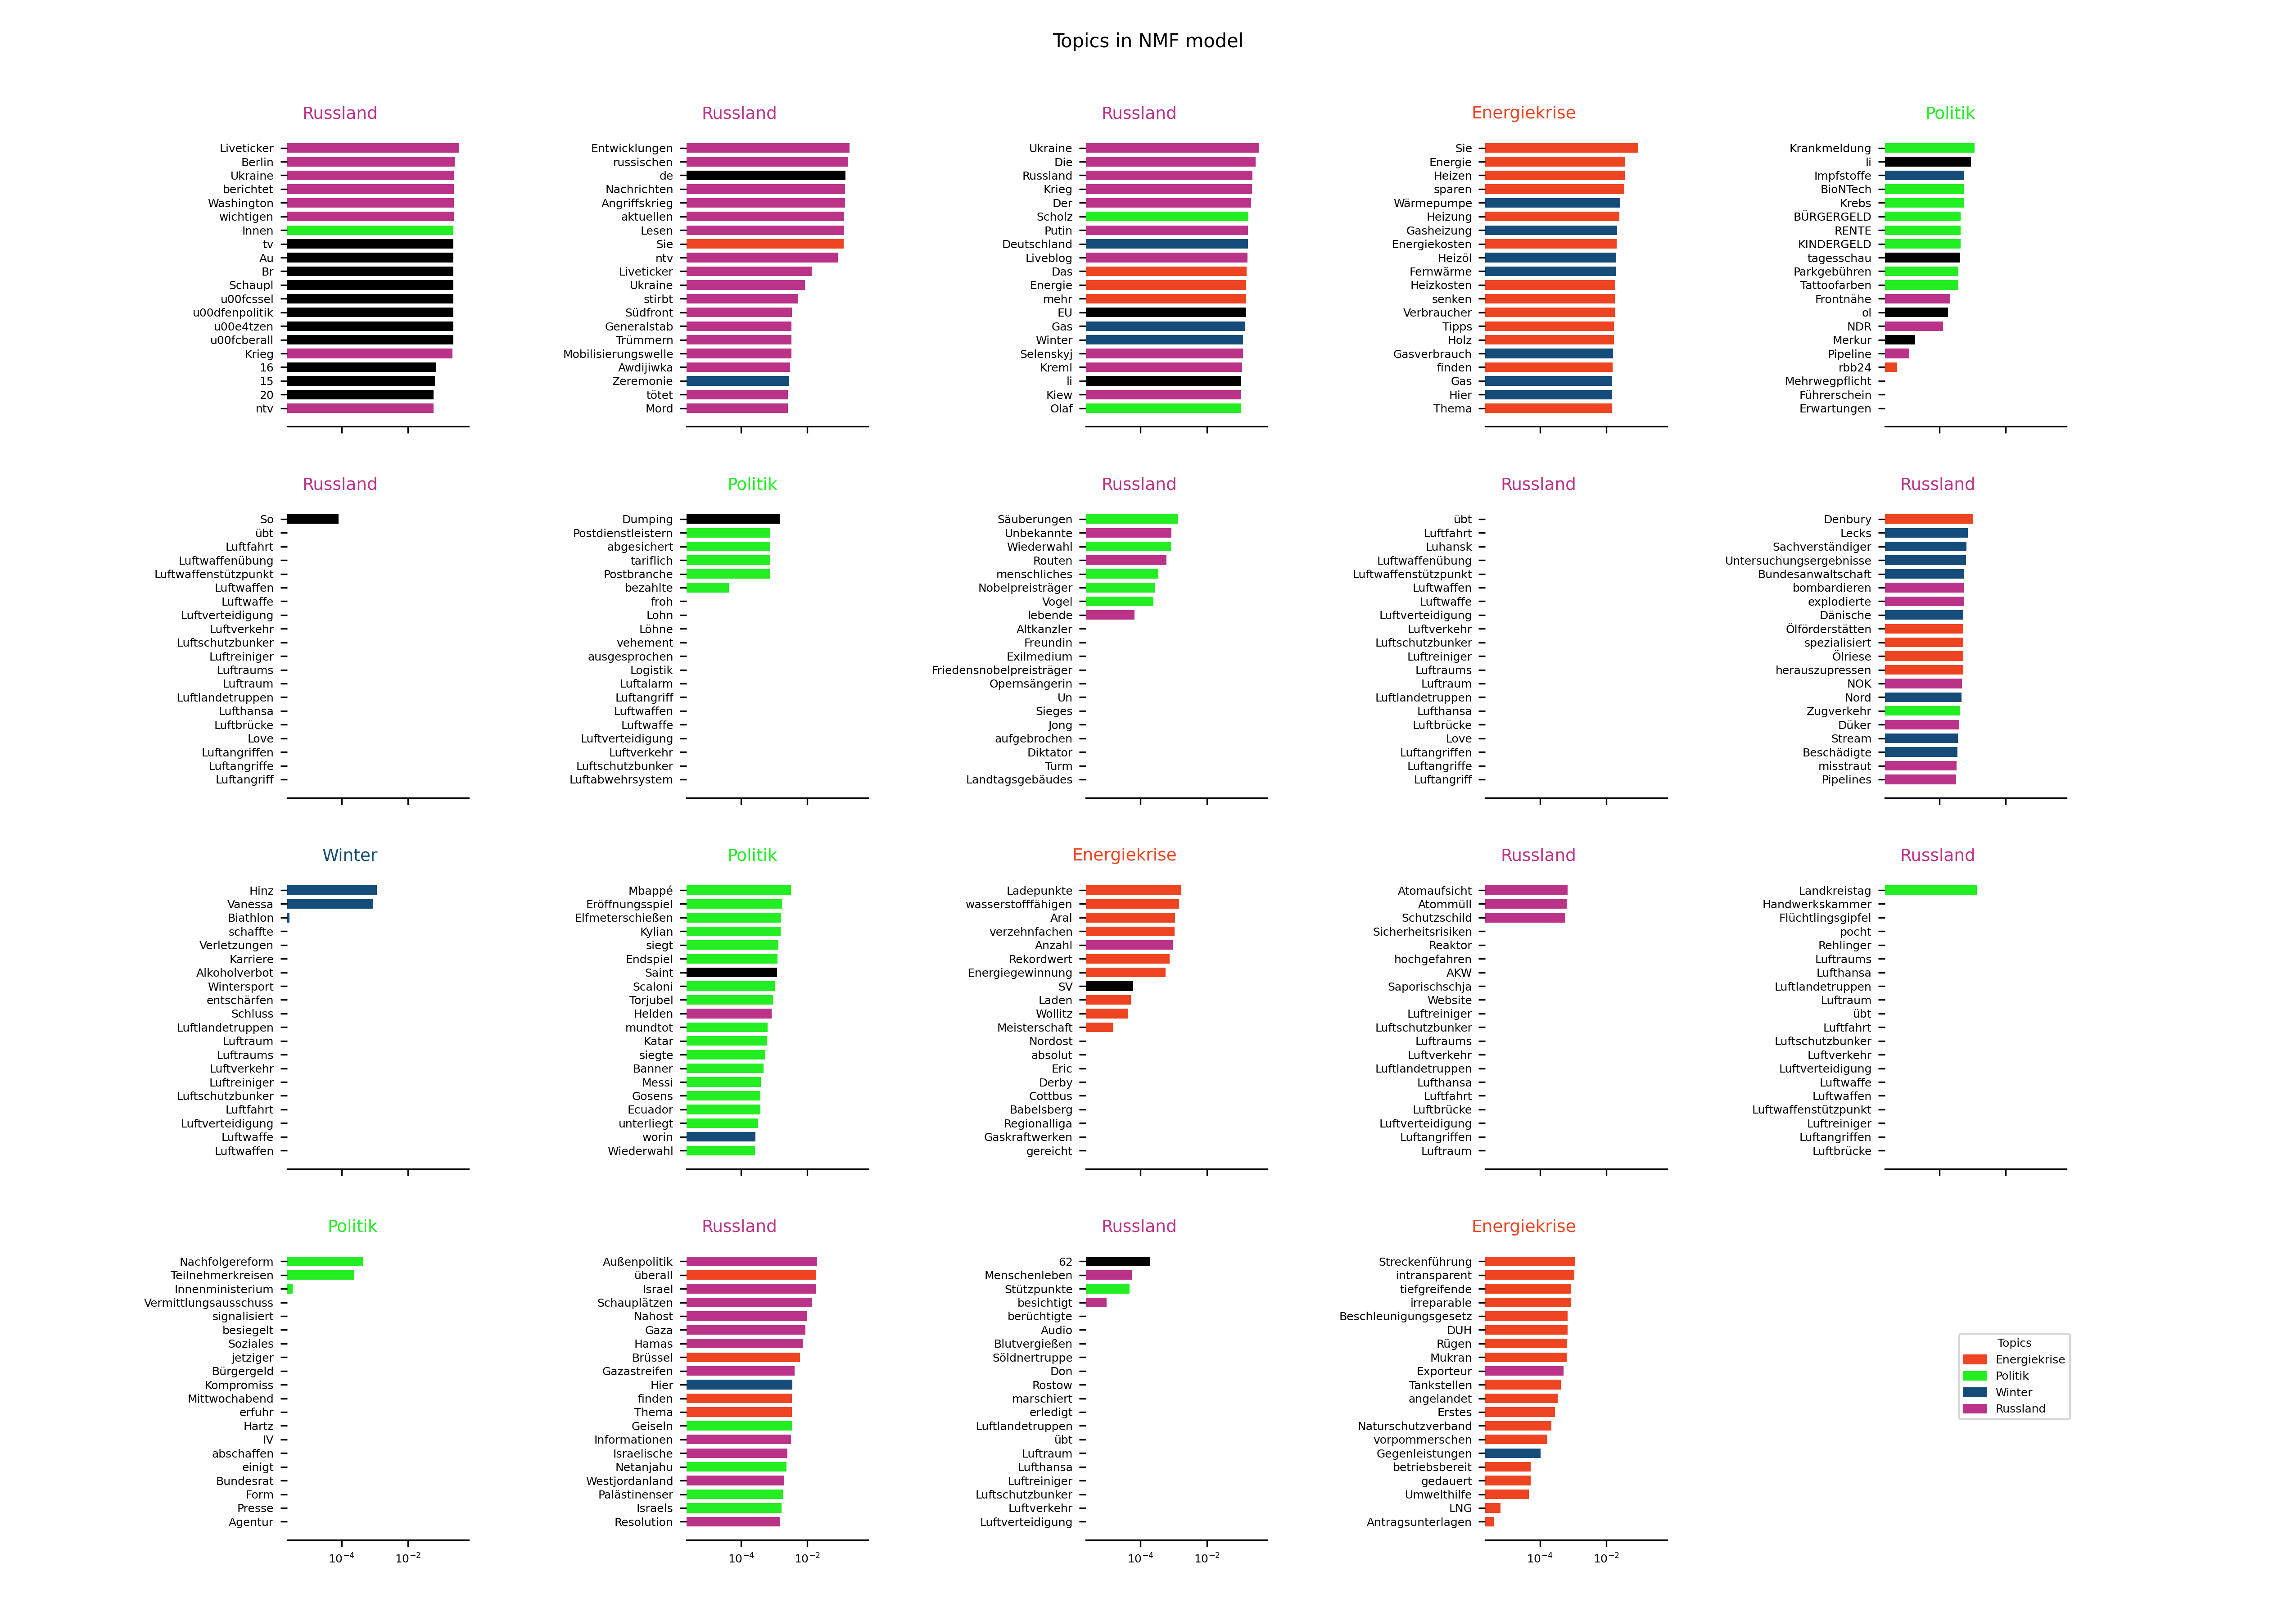 Topics in NMF model
Russland
Liveticker
Berlin
Ukraine
berichtet
Washington
wichtigen
Innen
tv
Au
Br
Schaupl
u00fcssel
u00dfenpolitik
u00e4tzen
u00fcberall
Krieg
16
15
20
ntv
Russland
Entwicklungen
russischen
de
Nachrichten
Angriffskrieg
aktuellen
Lesen
Sie
ntv
Liveticker
Ukraine
stirbt
Südfront
Generalstab
Trümmern
Mobilisierungswelle
Awdijiwka
Zeremonie
tötet
Mord
Russland
Ukraine
Die
Russland
Krieg
Der
Scholz
Putin
Deutschland
Liveblog
Das
Energie
mehr
EU
Gas
Winter
Selenskyj
Kreml
li
Kiew
Olaf
Energiekrise
Sie
Energie
Heizen
sparen
Wärmepumpe
Heizung
Gasheizung
Energiekosten
Heizöl
Fernwärme
Heizkosten
senken
Verbraucher
Tipps
Holz
Gasverbrauch
finden
Gas
Hier
Thema
Politik
Krankmeldung
li
Impfstoffe
BioNTech
Krebs
BÜRGERGELD
RENTE
KINDERGELD
tagesschau
Parkgebühren
Tattoofarben
Frontnähe
ol
NDR
Merkur
Pipeline
rbb24
Mehrwegpflicht
Führerschein
Erwartungen
Russland
So
übt
Luftfahrt
Luftwaffenübung
Luftwaffenstützpunkt
Luftwaffen
Luftwaffe
Luftverteidigung
Luftverkehr
Luftschutzbunker
Luftreiniger
Luftraums
Luftraum
Luftlandetruppen
Lufthansa
Luftbrücke
Love
Luftangriffen
Luftangriffe
Luftangriff
Politik
Dumping
Postdienstleistern
abgesichert
tariflich
Postbranche
bezahlte
froh
Lohn
Löhne
vehement
ausgesprochen
Logistik
Luftalarm
Luftangriff
Luftwaffen
Luftwaffe
Luftverteidigung
Luftverkehr
Luftschutzbunker
Luftabwehrsystem
Russland
Säuberungen
Unbekannte
Wiederwahl
Routen
menschliches
Nobelpreisträger
Vogel
lebende
Altkanzler
Freundin
Exilmedium
Friedensnobelpreisträger
Opernsängerin
Un
Sieges
Jong
aufgebrochen
Diktator
Turm
Landtagsgebäudes
Russland
übt
Luftfahrt
Luhansk
Luftwaffenübung
Luftwaffenstützpunkt
Luftwaffen
Luftwaffe
Luftverteidigung
Luftverkehr
Luftschutzbunker
Luftreiniger
Luftraums
Luftraum
Luftlandetruppen
Lufthansa
Luftbrücke
Love
Luftangriffen
Luftangriffe
Luftangriff
Russland
Denbury
Lecks
Sachverständiger
Untersuchungsergebnisse
Bundesanwaltschaft
bombardieren
explodierte
Dänische
Ölförderstätten
spezialisiert
Ölriese
herauszupressen
NOK
Nord
Zugverkehr
Düker
Stream
Beschädigte
misstraut
Pipelines
Winter
Hinz
Vanessa
Biathlon
schaffte
Verletzungen
Karriere
Alkoholverbot
Wintersport
entschärfen
Schluss
Luftlandetruppen
Luftraum
Luftraums
Luftverkehr
Luftreiniger
Luftschutzbunker
Luftfahrt
Luftverteidigung
Luftwaffe
Luftwaffen
Politik
Mbappé
Eröffnungsspiel
Elfmeterschießen
Kylian
siegt
Endspiel
Saint
Scaloni
Torjubel
Helden
mundtot
Katar
siegte
Banner
Messi
Gosens
Ecuador
unterliegt
worin
Wiederwahl
Energiekrise
Ladepunkte
wasserstofffähigen
Aral
verzehnfachen
Anzahl
Rekordwert
Energiegewinnung
SV
Laden
Wollitz
Meisterschaft
Nordost
absolut
Eric
Derby
Cottbus
Babelsberg
Regionalliga
Gaskraftwerken
gereicht
Russland
Atomaufsicht
Atommüll
Schutzschild
Sicherheitsrisiken
Reaktor
hochgefahren
AKW
Saporischschja
Website
Luftreiniger
Luftschutzbunker
Luftraums
Luftverkehr
Luftlandetruppen
Lufthansa
Luftfahrt
Luftbrücke
Luftverteidigung
Luftangriffen
Luftraum
Russland
Landkreistag
Handwerkskammer
Flüchtlingsgipfel
pocht
Rehlinger
Luftraums
Lufthansa
Luftlandetruppen
Luftraum
übt
Luftfahrt
Luftschutzbunker
Luftverkehr
Luftverteidigung
Luftwaffe
Luftwaffen
Luftwaffenstützpunkt
Luftreiniger
Luftangriffen
Luftbrücke
Politik
Nachfolgereform
Teilnehmerkreisen
Innenministerium
Vermittlungsausschuss
signalisiert
besiegelt
Soziales
jetziger
Bürgergeld
Kompromiss
Mittwochabend
erfuhr
Hartz
IV
abschaffen
einigt
Bundesrat
Form
Presse
Agentur
10⁻⁴ 10⁻²
Russland
Außenpolitik
überall
Israel
Schauplätzen
Nahost
Gaza
Hamas
Brüssel
Gazastreifen
Hier
finden
Thema
Geiseln
Informationen
Israelische
Netanjahu
Westjordanland
Palästinenser
Israels
Resolution
10⁻⁴ 10⁻²
Russland
62
Menschenleben
Stützpunkte
besichtigt
berüchtigte
Audio
Blutvergießen
Söldnertruppe
Don
Rostow
marschiert
erledigt
Luftlandetruppen
übt
Luftraum
Lufthansa
Luftreiniger
Luftschutzbunker
Luftverkehr
Luftverteidigung
10⁻⁴ 10⁻²
Energiekrise
Streckenführung
intransparent
tiefgreifende
irreparable
Beschleunigungsgesetz
DUH
Rügen
Mukran
Exporteur
Tankstellen
angelandet
Erstes
Naturschutzverband
vorpommerschen
Gegenleistungen
betriebsbereit
gedauert
Umwelthilfe
LNG
Antragsunterlagen
10⁻⁴ 10⁻²
Topics
Energiekrise
Politik
Winter
Russland